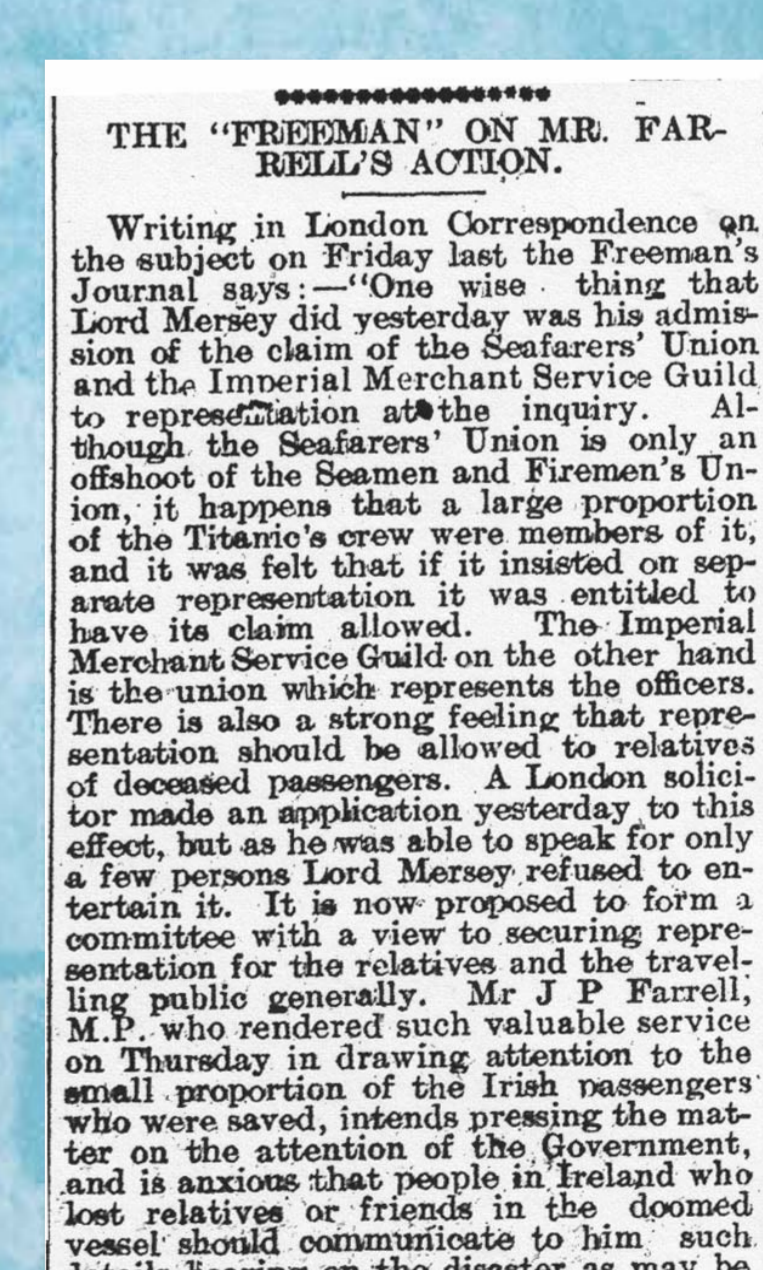 THE "FREEMAN" ON MR. FAR-
RELL'S ACTION.
Writing in London Correspondence on
the subject on Friday last the Freeman's
Journal says:—"One wise thing that
Lord Mersey did yesterday was his admis-
sion of the claim of the Seafarers' Union
and the Imperial Merchant Service Guild
to representation at the inquiry. Al-
though the Seafarers' Union is only an
offshoot of the Seamen and Firemen's Un-
ion, it happens that a large proportion
of the Titanic's crew were members of it,
and it was felt that if it insisted on sep-
arate representation it was entitled to
have its claim allowed. The Imperial
Merchant Service Guild on the other hand
is the union which represents the officers.
There is also a strong feeling that repre-
sentation should be allowed to relatives
of deceased passengers. A London solici-
tor made an application yesterday to this
effect, but as he was able to speak for only
a few persons Lord Mersey refused to en-
tertain it. It is now proposed to form a
committee with a view to securing repre-
sentation for the relatives and the travel-
ling public generally. Mr J P Farrell,
M.P. who rendered such valuable service
on Thursday in drawing attention to the
small proportion of the Irish passengers
who were saved, intends pressing the mat-
ter on the attention of the Government,
and is anxious that people in Ireland who
lost relatives or friends in the doomed
vessel should communicate to him such
bearing on the disaster as may be